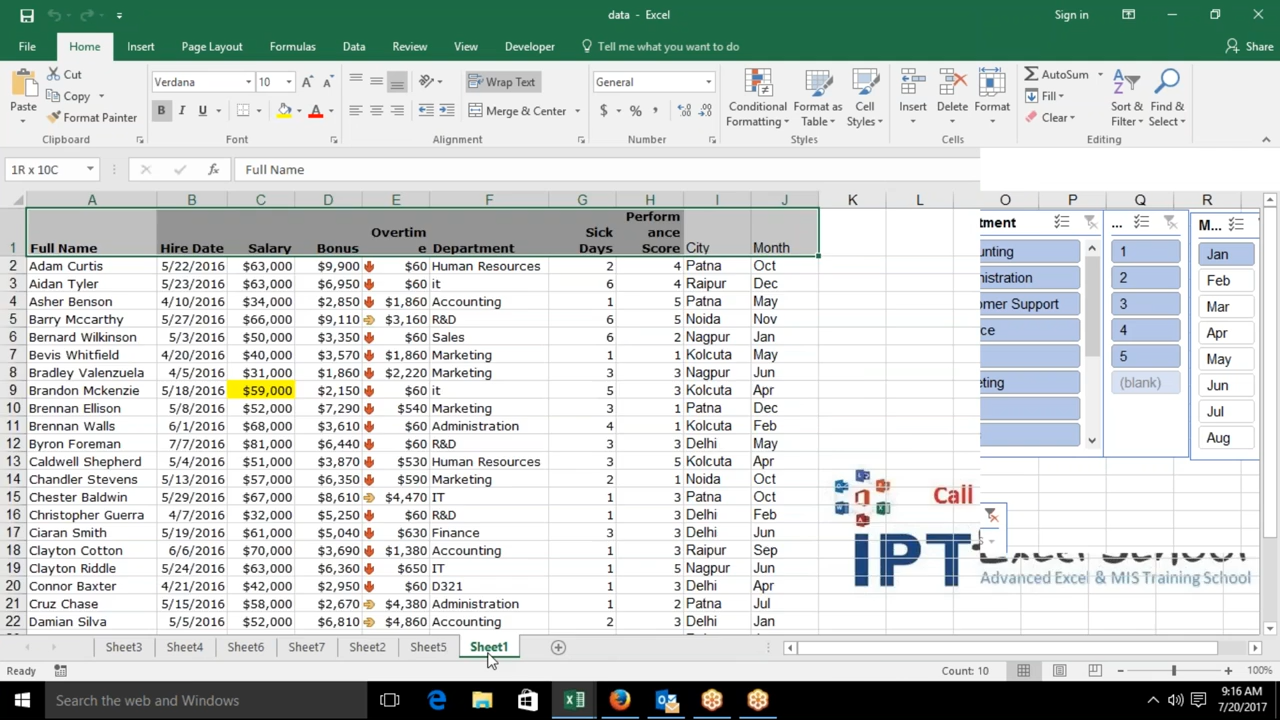 data - Excel
Sign in
File Home Insert Page Layout Formulas Data Review View Developer Tell me what you want to do Share
Paste
Cut
Copy
Format Painter
Clipboard
Verdana 10
B I U
Font
Wrap Text
Merge & Center
Alignment
General
$ % ,
Number
Conditional Formatting
Format as Table
Cell Styles
Styles
Insert Delete Format
Cells
AutoSum
Fill
Clear
Sort & Filter
Find & Select
Editing
1R x 10C fx Full Name
A B C D E F G H I J K L O P Q R
1 Full Name Hire Date Salary Bonus Overtime Department Sick Days Performance Score City Month
2 Adam Curtis 5/22/2016 $63,000 $9,900 $60 Human Resources 2 4 Patna Oct
3 Aidan Tyler 5/23/2016 $63,000 $6,950 $60 it 6 4 Raipur Dec
4 Asher Benson 4/10/2016 $34,000 $2,850 $1,860 Accounting 1 5 Patna May
5 Barry Mccarthy 5/27/2016 $66,000 $9,110 $3,160 R&D 6 5 Noida Nov
6 Bernard Wilkinson 5/3/2016 $50,000 $3,350 $60 Sales 6 2 Nagpur Jan
7 Bevis Whitfield 4/20/2016 $40,000 $3,570 $1,860 Marketing 1 1 Kolcuta May
8 Bradley Valenzuela 4/5/2016 $31,000 $1,860 $2,220 Marketing 3 3 Nagpur Jun
9 Brandon Mckenzie 5/18/2016 $59,000 $2,150 $60 it 5 3 Kolcuta Apr
10 Brennan Ellison 5/8/2016 $52,000 $7,290 $540 Marketing 3 1 Patna Dec
11 Brennan Walls 6/1/2016 $68,000 $3,610 $60 Administration 4 1 Kolcuta Feb
12 Byron Foreman 7/7/2016 $81,000 $6,440 $60 R&D 3 3 Delhi May
13 Caldwell Shepherd 5/4/2016 $51,000 $3,870 $530 Human Resources 3 5 Kolcuta Apr
14 Chandler Stevens 5/13/2016 $57,000 $6,350 $590 Marketing 2 1 Noida Oct
15 Chester Baldwin 5/29/2016 $67,000 $8,610 $4,470 IT 1 3 Patna Oct
16 Christopher Guerra 4/7/2016 $32,000 $5,250 $60 R&D 1 3 Delhi Feb
17 Ciaran Smith 5/19/2016 $61,000 $5,040 $630 Finance 3 3 Delhi Jun
18 Clayton Cotton 6/6/2016 $70,000 $3,690 $1,380 Accounting 1 5 Raipur Sep
19 Clayton Riddle 5/24/2016 $63,000 $6,360 $650 IT 1 5 Nagpur Jun
20 Connor Baxter 4/21/2016 $42,000 $2,950 $60 D321 1 3 Delhi Apr
21 Cruz Chase 5/15/2016 $58,000 $2,670 $4,380 Administration 1 2 Patna Jul
22 Damian Silva 5/5/2016 $52,000 $6,810 $4,860 Accounting 2 3 Delhi Jan
tment
unting
inistration
omer Support
ce
eting
...
1
2
3
4
5
(blank)
M...
Jan
Feb
Mar
Apr
May
Jun
Jul
Aug
Call
IPT Excel School
Advanced Excel & MIS Training School
Sheet3 Sheet4 Sheet6 Sheet7 Sheet2 Sheet5 Sheet1
Ready Count: 10 100%
Search the web and Windows
9:16 AM
7/20/2017